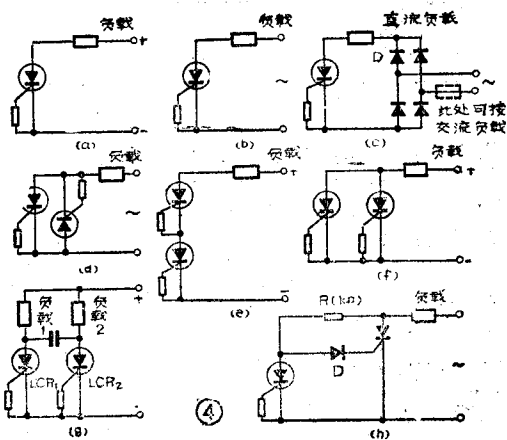 负载
+
-
(a)
负载
~
(b)
直流负载
D
~
此处可接
交流负载
(c)
负载
~
(d)
负载
+
-
(e)
负载
+
-
(f)
+
负载1
负载2
LCR₁
LCR₂
-
(g)
④
R(1kΩ)
负载
D
~
(h)